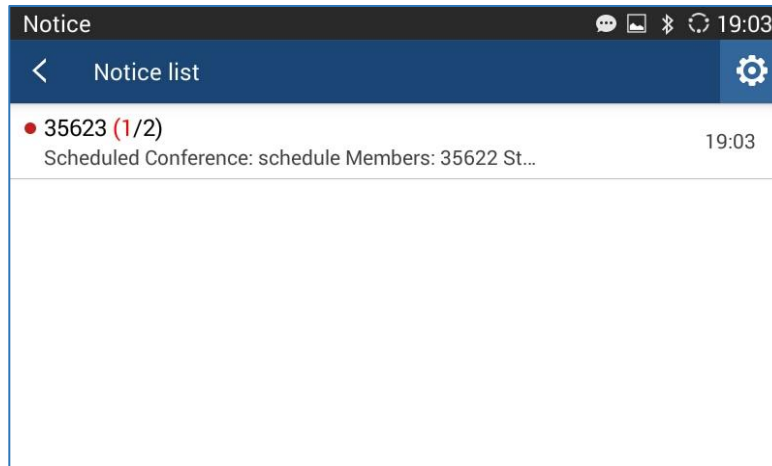 Notice
19:03
Notice list
35623 (1/2)
19:03
Scheduled Conference: schedule Members: 35622 St...